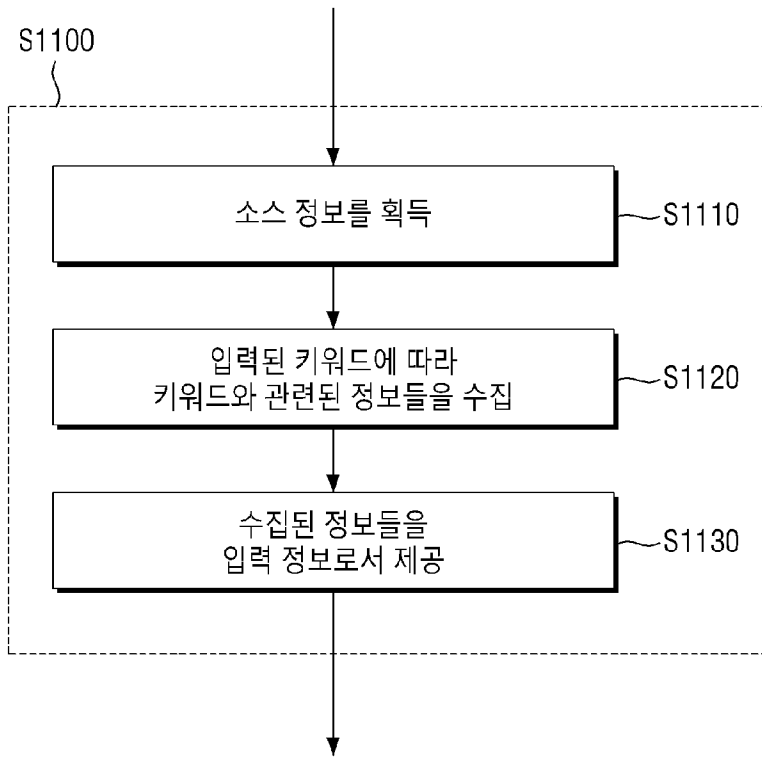 S1100
소스 정보를 획득
S1110
입력된 키워드에 따라
키워드와 관련된 정보들을 수집
S1120
수집된 정보들을
입력 정보로서 제공
S1130